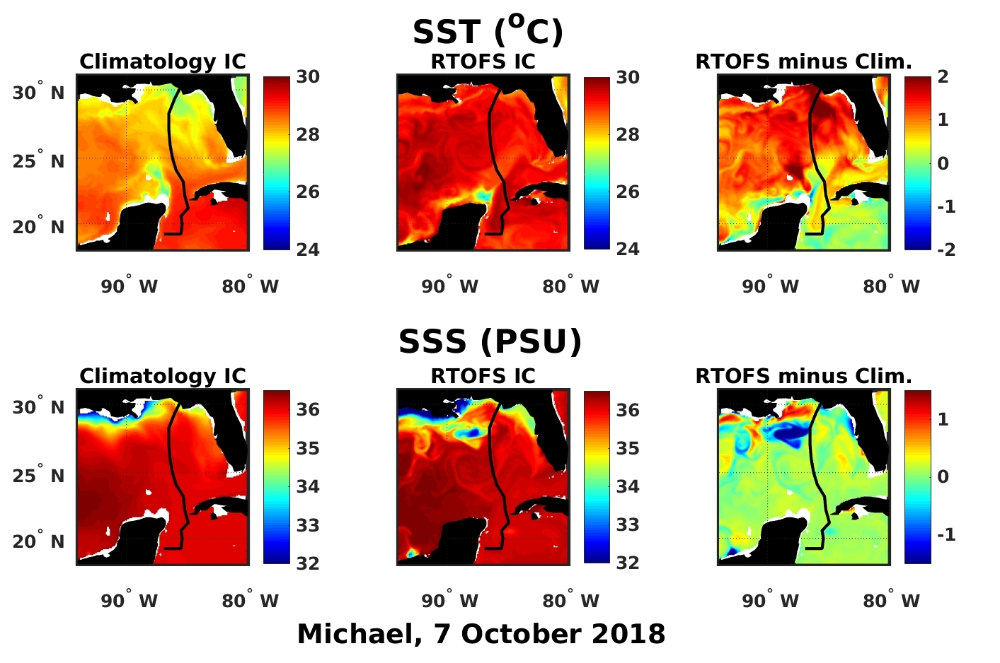 SST (°C)
Climatology IC
RTOFS IC
RTOFS minus Clim.
30° N
25° N
20° N
90° W
80° W
30
28
26
24
90° W
80° W
30
28
26
24
90° W
80° W
2
1
0
-1
-2
SSS (PSU)
Climatology IC
RTOFS IC
RTOFS minus Clim.
30° N
25° N
20° N
90° W
80° W
36
35
34
33
32
90° W
80° W
36
35
34
33
32
90° W
80° W
1
0
-1
Michael, 7 October 2018